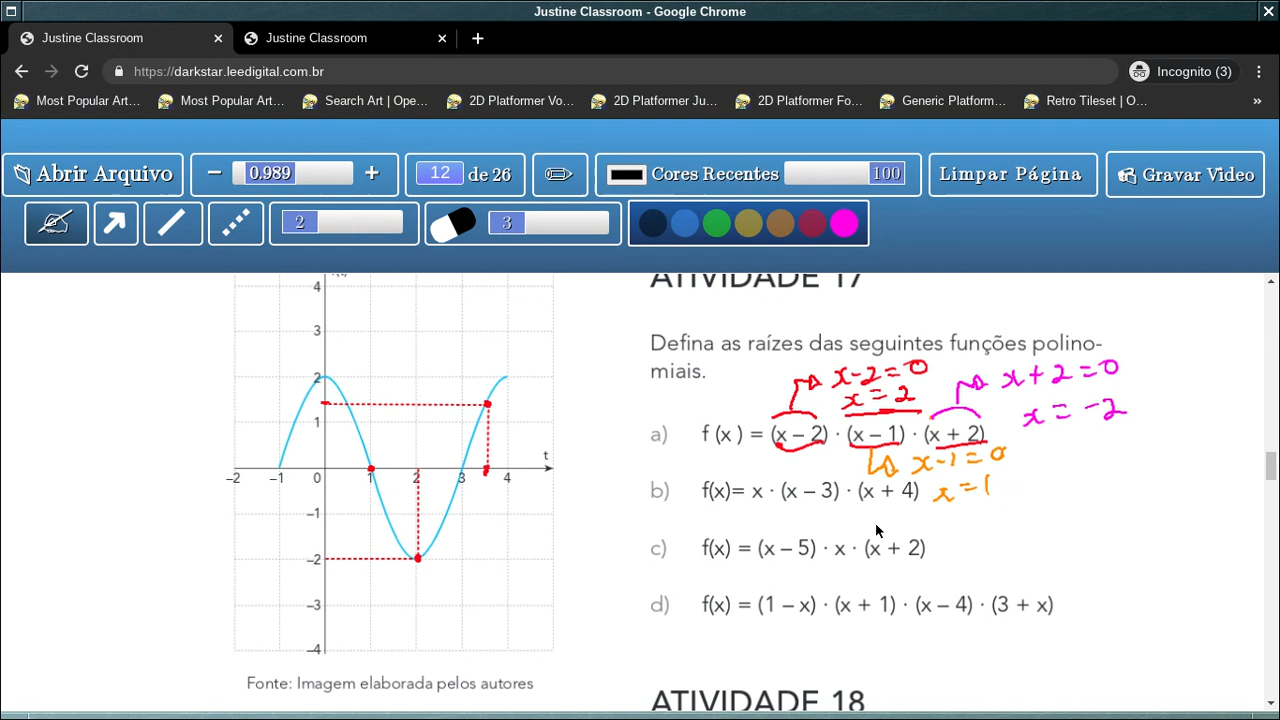 Justine Classroom - Google Chrome
Justine Classroom
Justine Classroom
https://darkstar.leedigital.com.br
Incognito (3)
Most Popular Art...
Most Popular Art...
Search Art | Ope...
2D Platformer Vo...
2D Platformer Ju...
2D Platformer Fo...
Generic Platform...
Retro Tileset | O...
Abrir Arquivo
− 0,989 +
12 de 26
Cores Recentes 100
Limpar Página
Gravar Video
2
3
4
3
2
t
−2 −1 0 1 2 3 4
−1
−2
−3
−4
Fonte: Imagem elaborada pelos autores
ATIVIDADE 17
Defina as raízes das seguintes funções polino-
miais.
x-2=0
x=2
x+2=0
x=-2
a) f (x ) = (x – 2) · (x – 1) · (x + 2)
x-1=0
x=1
b) f(x)= x · (x – 3) · (x + 4)
c) f(x) = (x – 5) · x · (x + 2)
d) f(x) = (1 – x) · (x + 1) · (x – 4) · (3 + x)
ATIVIDADE 18